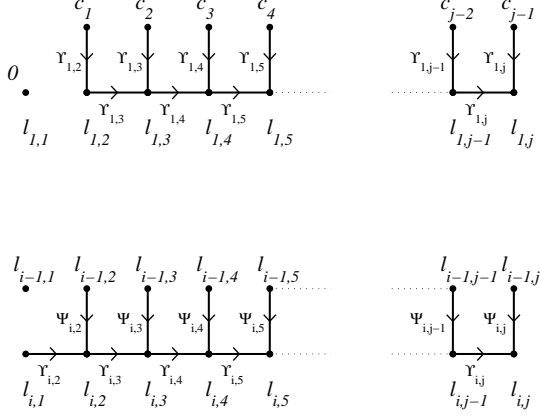 c1 c2 c3 c4 cj−2 cj−1
0 ϒ1,2 ϒ1,3 ϒ1,4 ϒ1,5 ϒ1,j−1 ϒ1,j
ϒ1,3 ϒ1,4 ϒ1,5 ϒ1,j
l1,1 l1,2 l1,3 l1,4 l1,5 l1,j−1 l1,j
li−1,1 li−1,2 li−1,3 li−1,4 li−1,5 li−1,j−1 li−1,j
Ψi,2 Ψi,3 Ψi,4 Ψi,5 Ψi,j−1 Ψi,j
ϒi,2 ϒi,3 ϒi,4 ϒi,5 ϒi,j
li,1 li,2 li,3 li,4 li,5 li,j−1 li,j